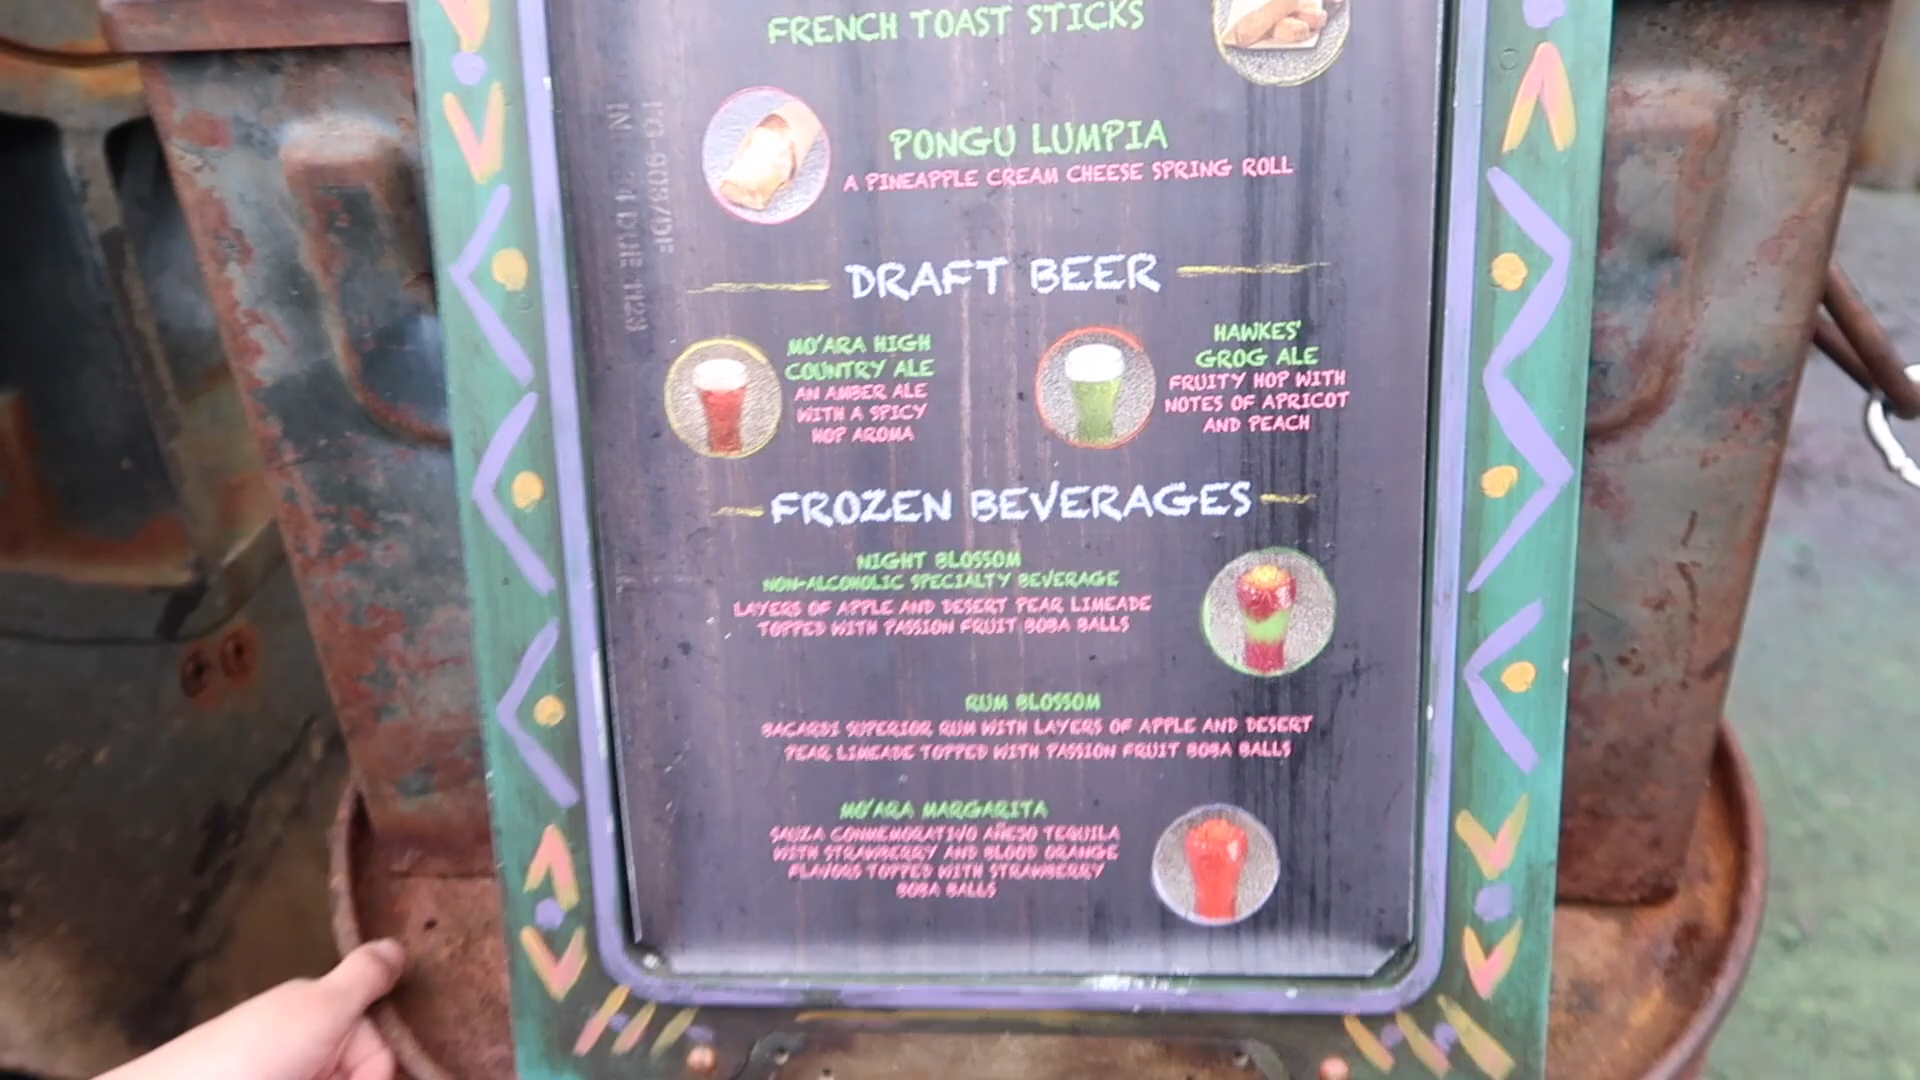 FRENCH TOAST STICKS
PONGU LUMPIA
A PINEAPPLE CREAM CHEESE SPRING ROLL
DRAFT BEER
MO'ARA HIGH
COUNTRY ALE
AN AMBER ALE
WITH A SPICY
HOP AROMA
HAWKES'
GROG ALE
FRUITY HOP WITH
NOTES OF APRICOT
AND PEACH
FROZEN BEVERAGES
NIGHT BLOSSOM
NON-ALCOHOLIC SPECIALTY BEVERAGE
LAYERS OF APPLE AND DESERT PEAR LIMEADE
TOPPED WITH PASSION FRUIT BOBA BALLS
RUM BLOSSOM
BACARDI SUPERIOR RUM WITH LAYERS OF APPLE AND DESERT
PEAR LIMEADE TOPPED WITH PASSION FRUIT BOBA BALLS
MO'ARA MARGARITA
SAUZA CONMEMORATIVO AÑEJO TEQUILA
WITH STRAWBERRY AND BLOOD ORANGE
FLAVORS TOPPED WITH STRAWBERRY
BOBA BALLS